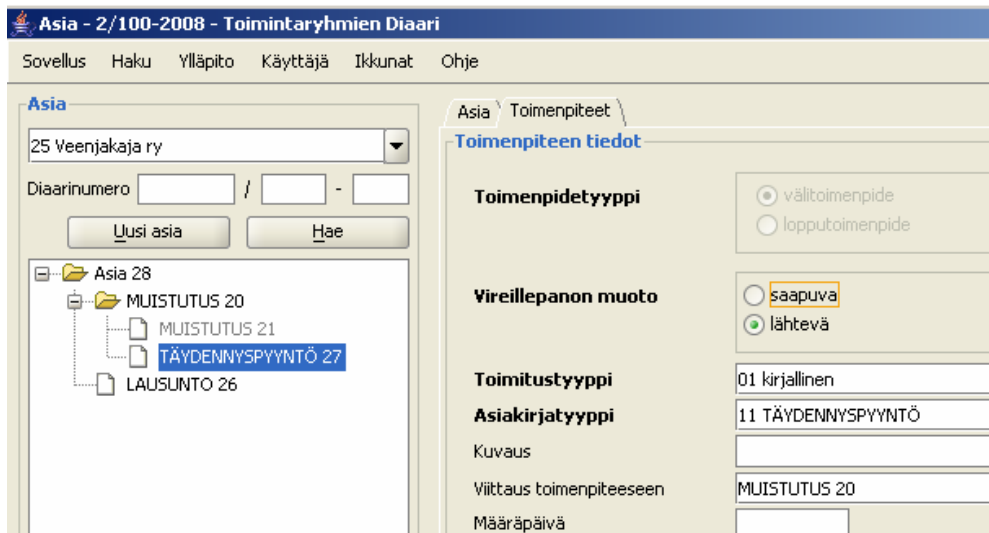 Asia - 2/100-2008 - Toimintaryhmien Diaari
Sovellus Haku Ylläpito Käyttäjä Ikkunat Ohje
Asia
25 Veenjakaja ry
Diaarinumero / -
Uusi asia Hae
Asia 28
MUISTUTUS 20
MUISTUTUS 21
TÄYDENNYSPYYNTÖ 27
LAUSUNTO 26
Asia Toimenpiteet
Toimenpiteen tiedot
Toimenpidetyyppi
välitoimenpide
lopputoimenpide
Vireillepanon muoto
saapuva
lähtevä
Toimitustyyppi 01 kirjallinen
Asiakirjatyyppi 11 TÄYDENNYSPYYNTÖ
Kuvaus
Viittaus toimenpiteeseen MUISTUTUS 20
Määräpäivä